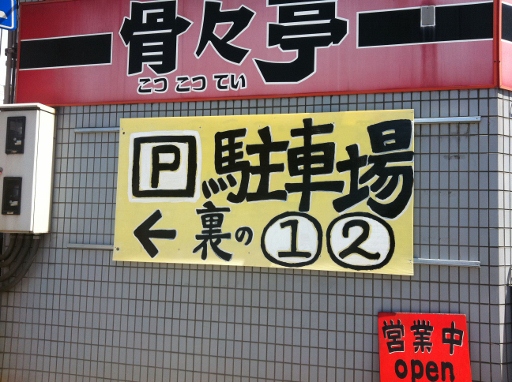 骨々亭
こつ こつ てい
P 駐車場
← 裏の①②
営業中
open